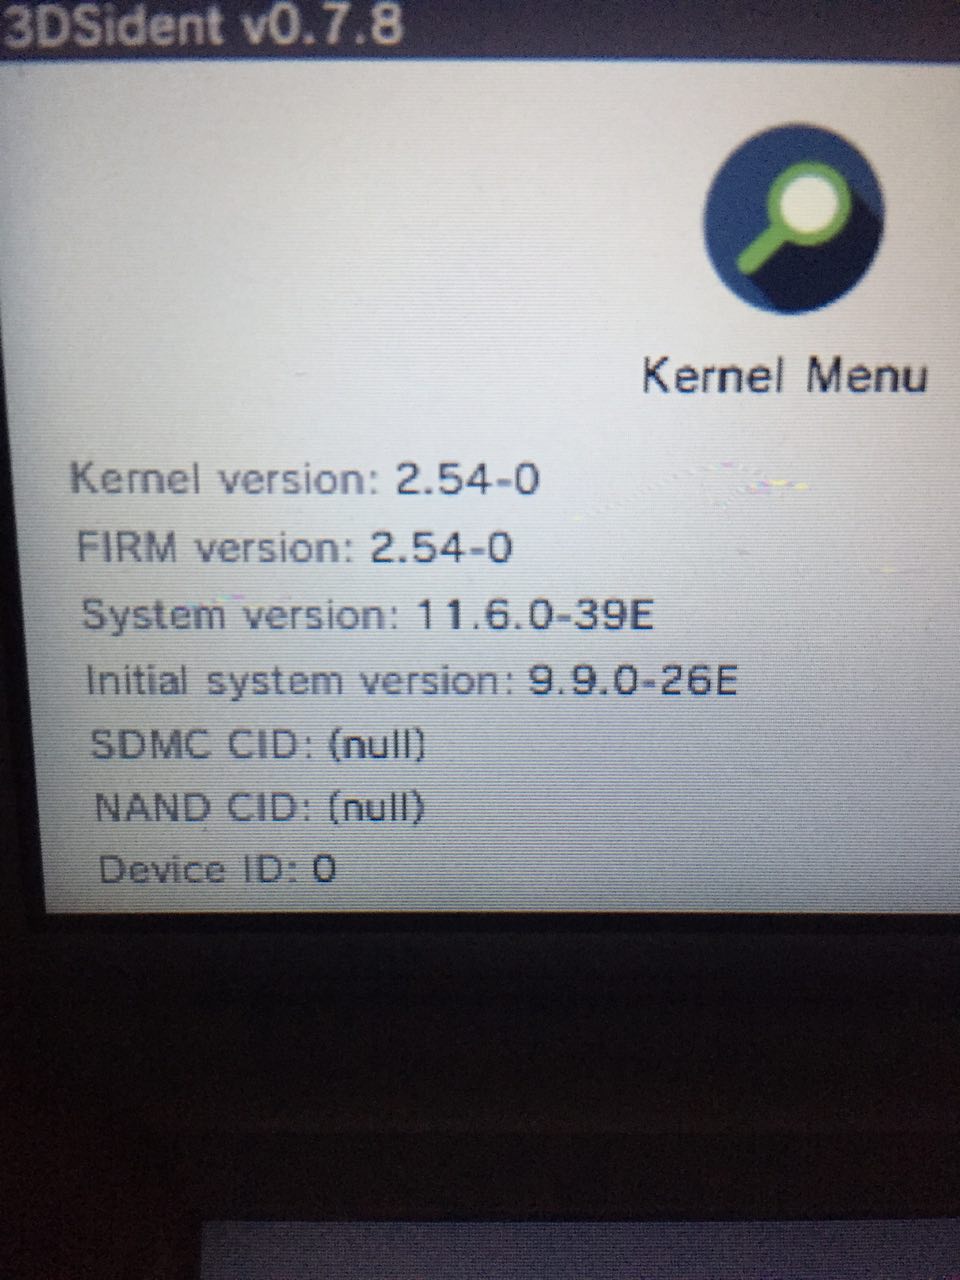 3DSident v0.7.8
Kernel Menu
Kernel version: 2.54-0
FIRM version: 2.54-0
System version: 11.6.0-39E
Initial system version: 9.9.0-26E
SDMC CID: (null)
NAND CID: (null)
Device ID: 0